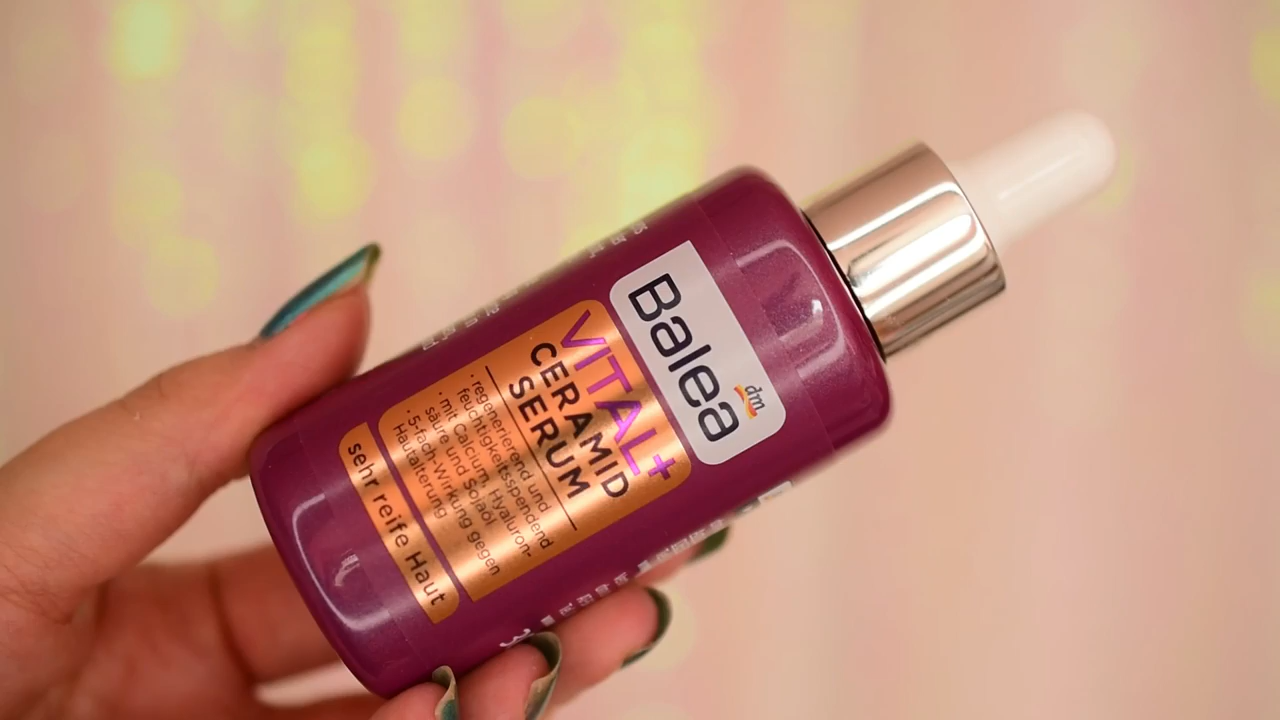 Balea
dm
VITAL+
CERAMID
SERUM
· regenerierend und
feuchtigkeitsspendend
· mit Calcium, Hyaluron-
säure und Sojaöl
· 5-fach-Wirkung gegen
Hautalterung
sehr reife Haut